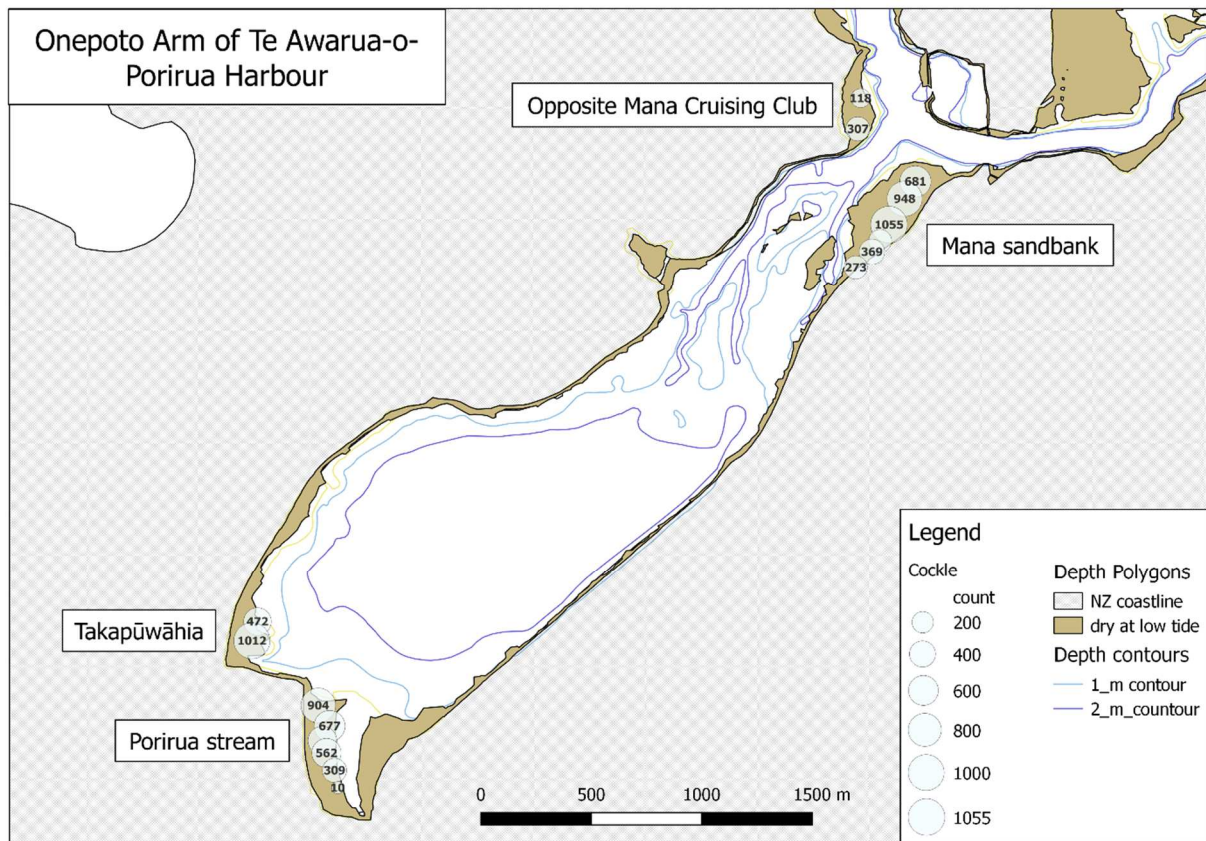 Onepoto Arm of Te Awarua-o-
Porirua Harbour
Opposite Mana Cruising Club
118
307
681
948
1055
369
273
Mana sandbank
Takapūwāhia
472
1012
Porirua stream
904
677
562
309
10
0 500 1000 1500 m
Legend
Cockle
count
200
400
600
800
1000
1055
Depth Polygons
NZ coastline
dry at low tide
Depth contours
1_m contour
2_m_countour